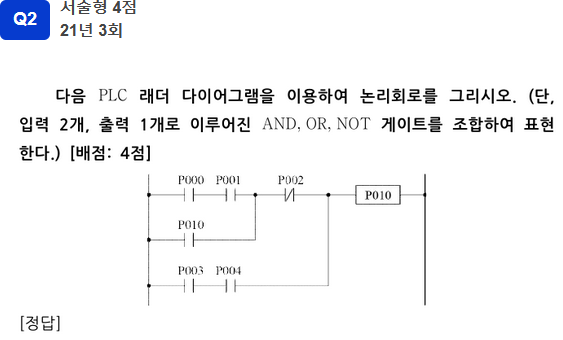 Q2
서술형 4점
21년 3회
다음 PLC 래더 다이어그램을 이용하여 논리회로를 그리시오. (단,
입력 2개, 출력 1개로 이루어진 AND, OR, NOT 게이트를 조합하여 표현
한다.) [배점: 4점]
P000 P001 P002
P010
P010
P003 P004
[정답]